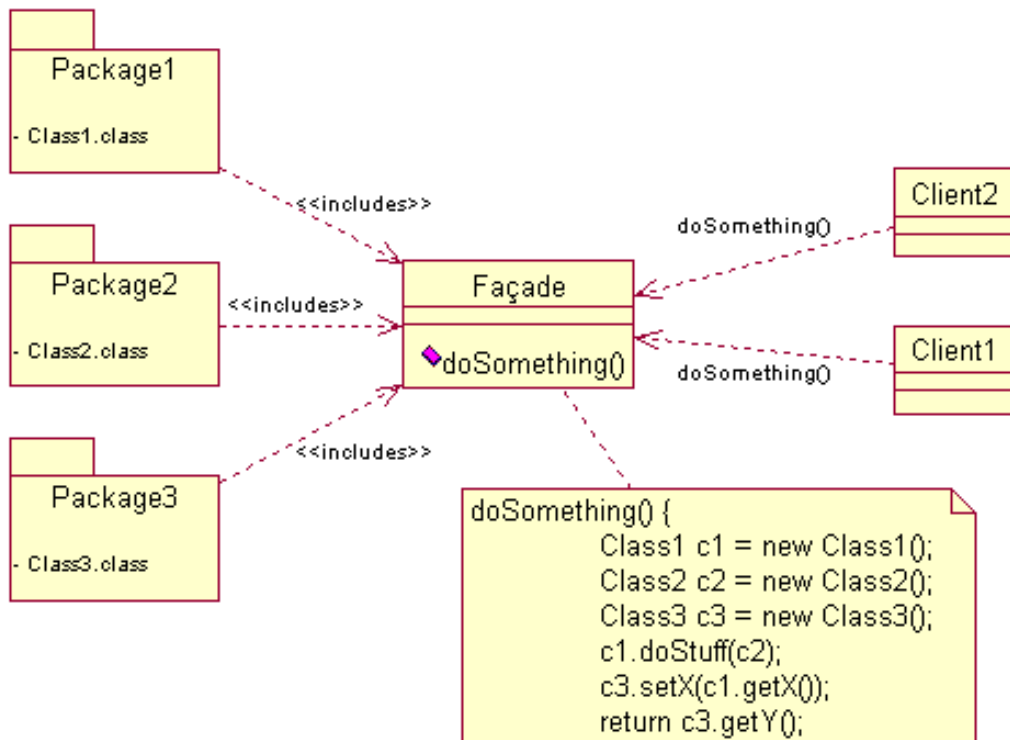 Package1
- Class1.class
<<includes>>
Package2
- Class2.class
<<includes>>
Package3
- Class3.class
<<includes>>
Façade
doSomething()
Client2
doSomething()
Client1
doSomething()
doSomething() {
Class1 c1 = new Class1();
Class2 c2 = new Class2();
Class3 c3 = new Class3();
c1.doStuff(c2);
c3.setX(c1.getX());
return c3.getY();